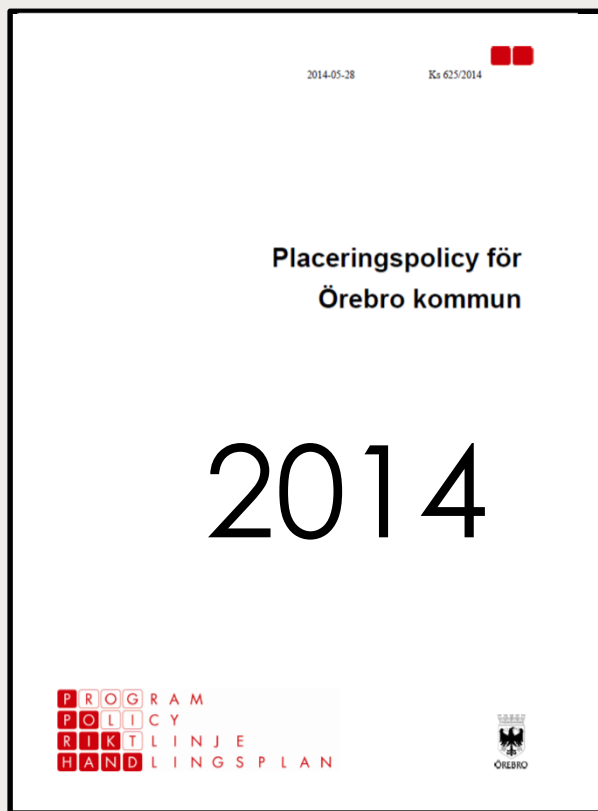 2014-05-28 Ks 625/2014
Placeringspolicy för
Örebro kommun
2014
PROGRAM
POLICY
RIKTLINJE
HANDLINGSPLAN
ÖREBRO